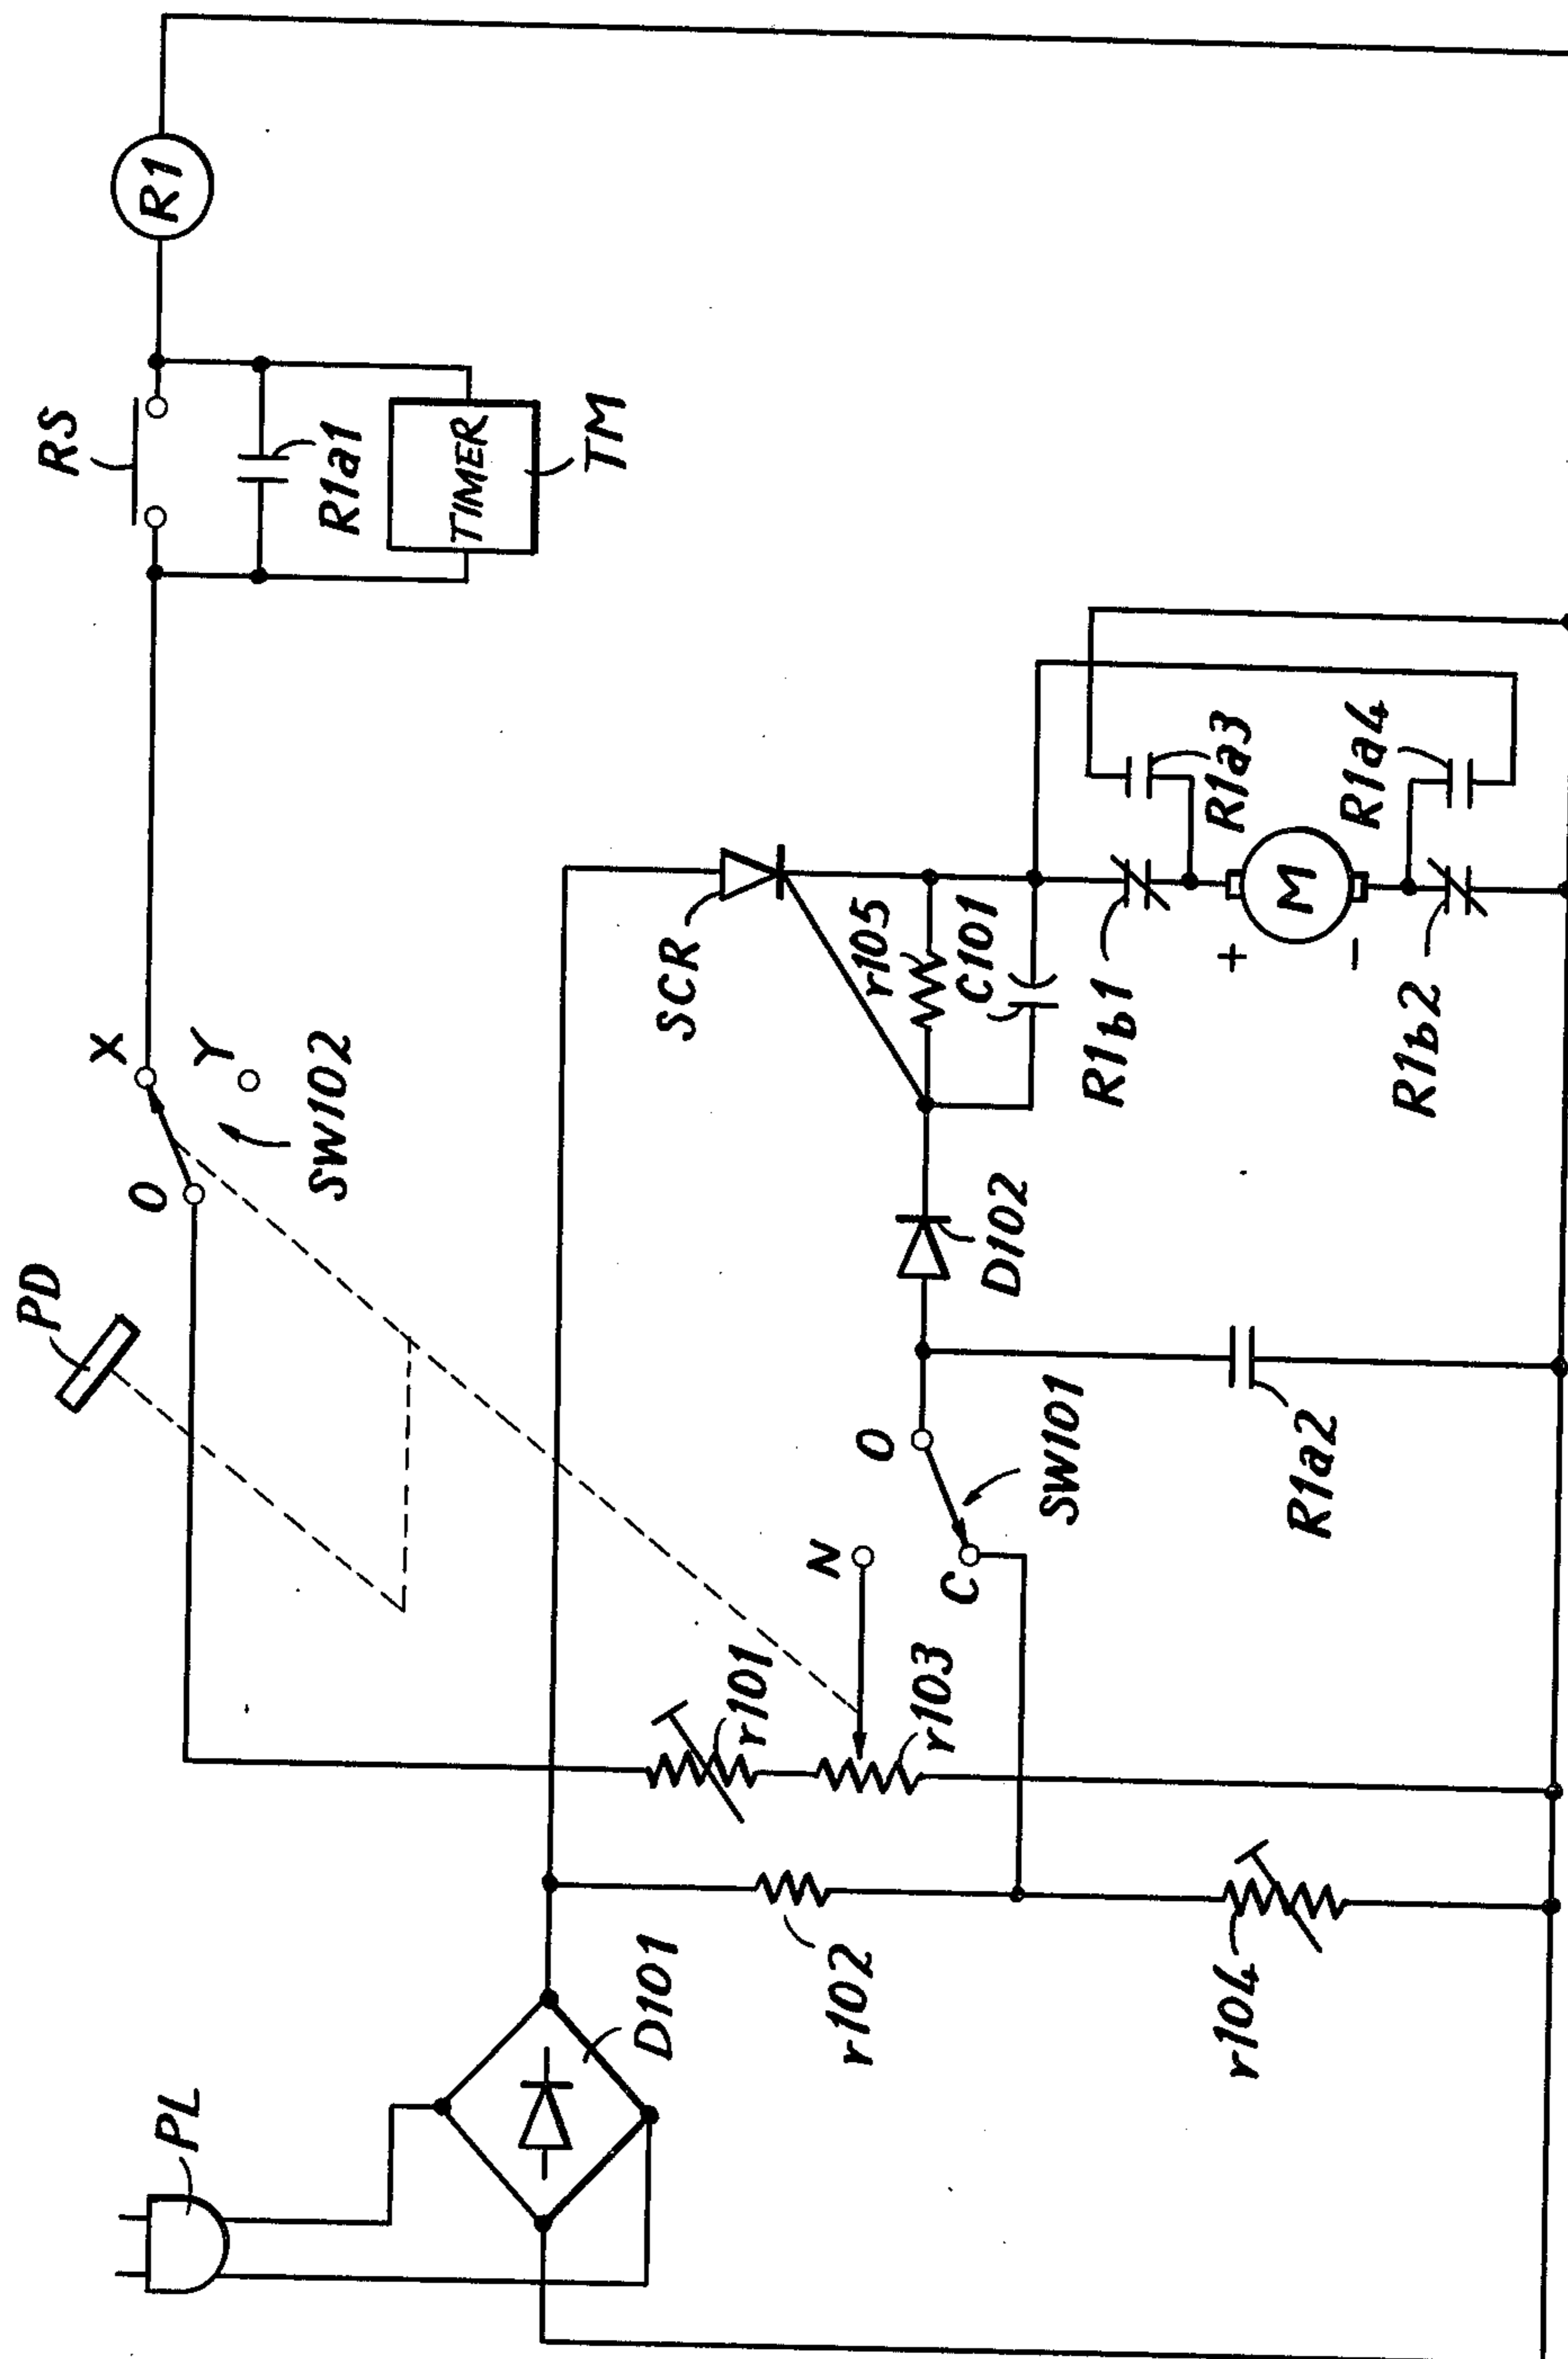 PL
D101
r102
r104
r101
r103
PD
O
X
Y
SW102
N
C
O
SW101
R1a2
D102
SCR
r105
C101
R1b1
+
M
−
R1b2
R1a3
R1a4
RS
R1a1
TIMER
TM
R1